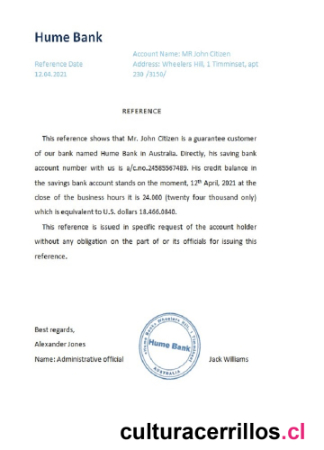 Hume Bank
Account Name: MR John Citizen
Reference Date
Address: Wheelers Hill, 1 Timminset, apt
12.04.2021
238 /3150/
REFERENCE
This reference shows that Mr. John Citizen is a guarantee customer
of our bank named Hume Bank in Australia. Directly, his saving bank
account number with us is a/c.no.24585567489. His credit balance in
the savings bank account stands on the moment, 12th April, 2021 at the
close of the business hours it is 24.000 (twenty four thousand only)
which is equivalent to U.S. dollars 18.466.0840.
This reference is issued in specific request of the account holder
without any obligation on the part of or its officials for issuing this
reference.
Best regards,
Alexander Jones
Name: Administrative official
Hume Bank
AUSTRALIA
Jack Williams
culturacerrillos.cl